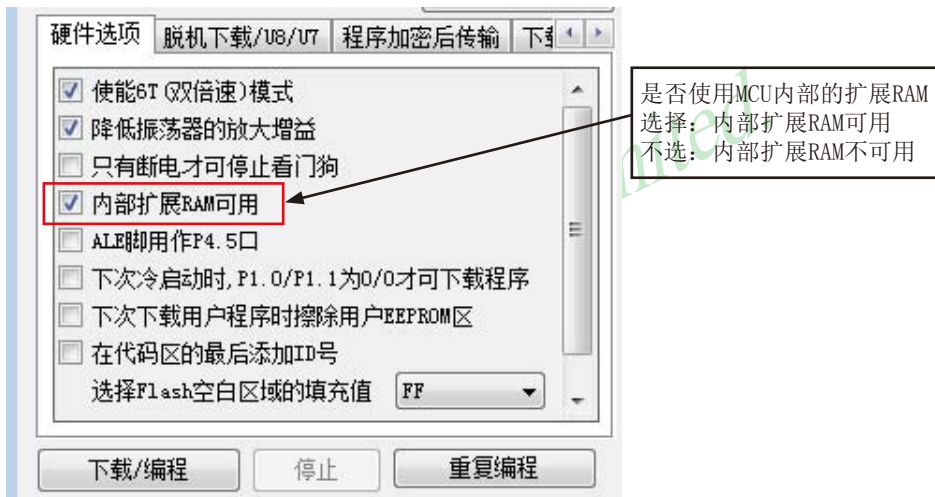 硬件选项 脱机下载/U8/U7 程序加密后传输
使能6T(双倍速)模式
降低振荡器的放大增益
只有断电才可停止看门狗
内部扩展RAM可用
ALE脚用作P4.5口
下次冷启动时,P1.0/P1.1为0/0才可下载程序
下次下载用户程序时擦除用户EEPROM区
在代码区的最后添加ID号
选择Flash空白区域的填充值 FF
下载/编程 停止 重复编程
是否使用MCU内部的扩展RAM
选择：内部扩展RAM可用
不选：内部扩展RAM不可用